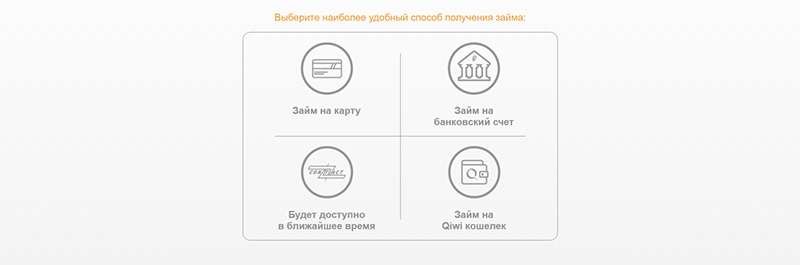 Выберите наиболее удобный способ получения займа:
Займ на карту
Займ на
банковский счет
CONTACT
Будет доступно
в ближайшее время
Займ на
Qiwi кошелек